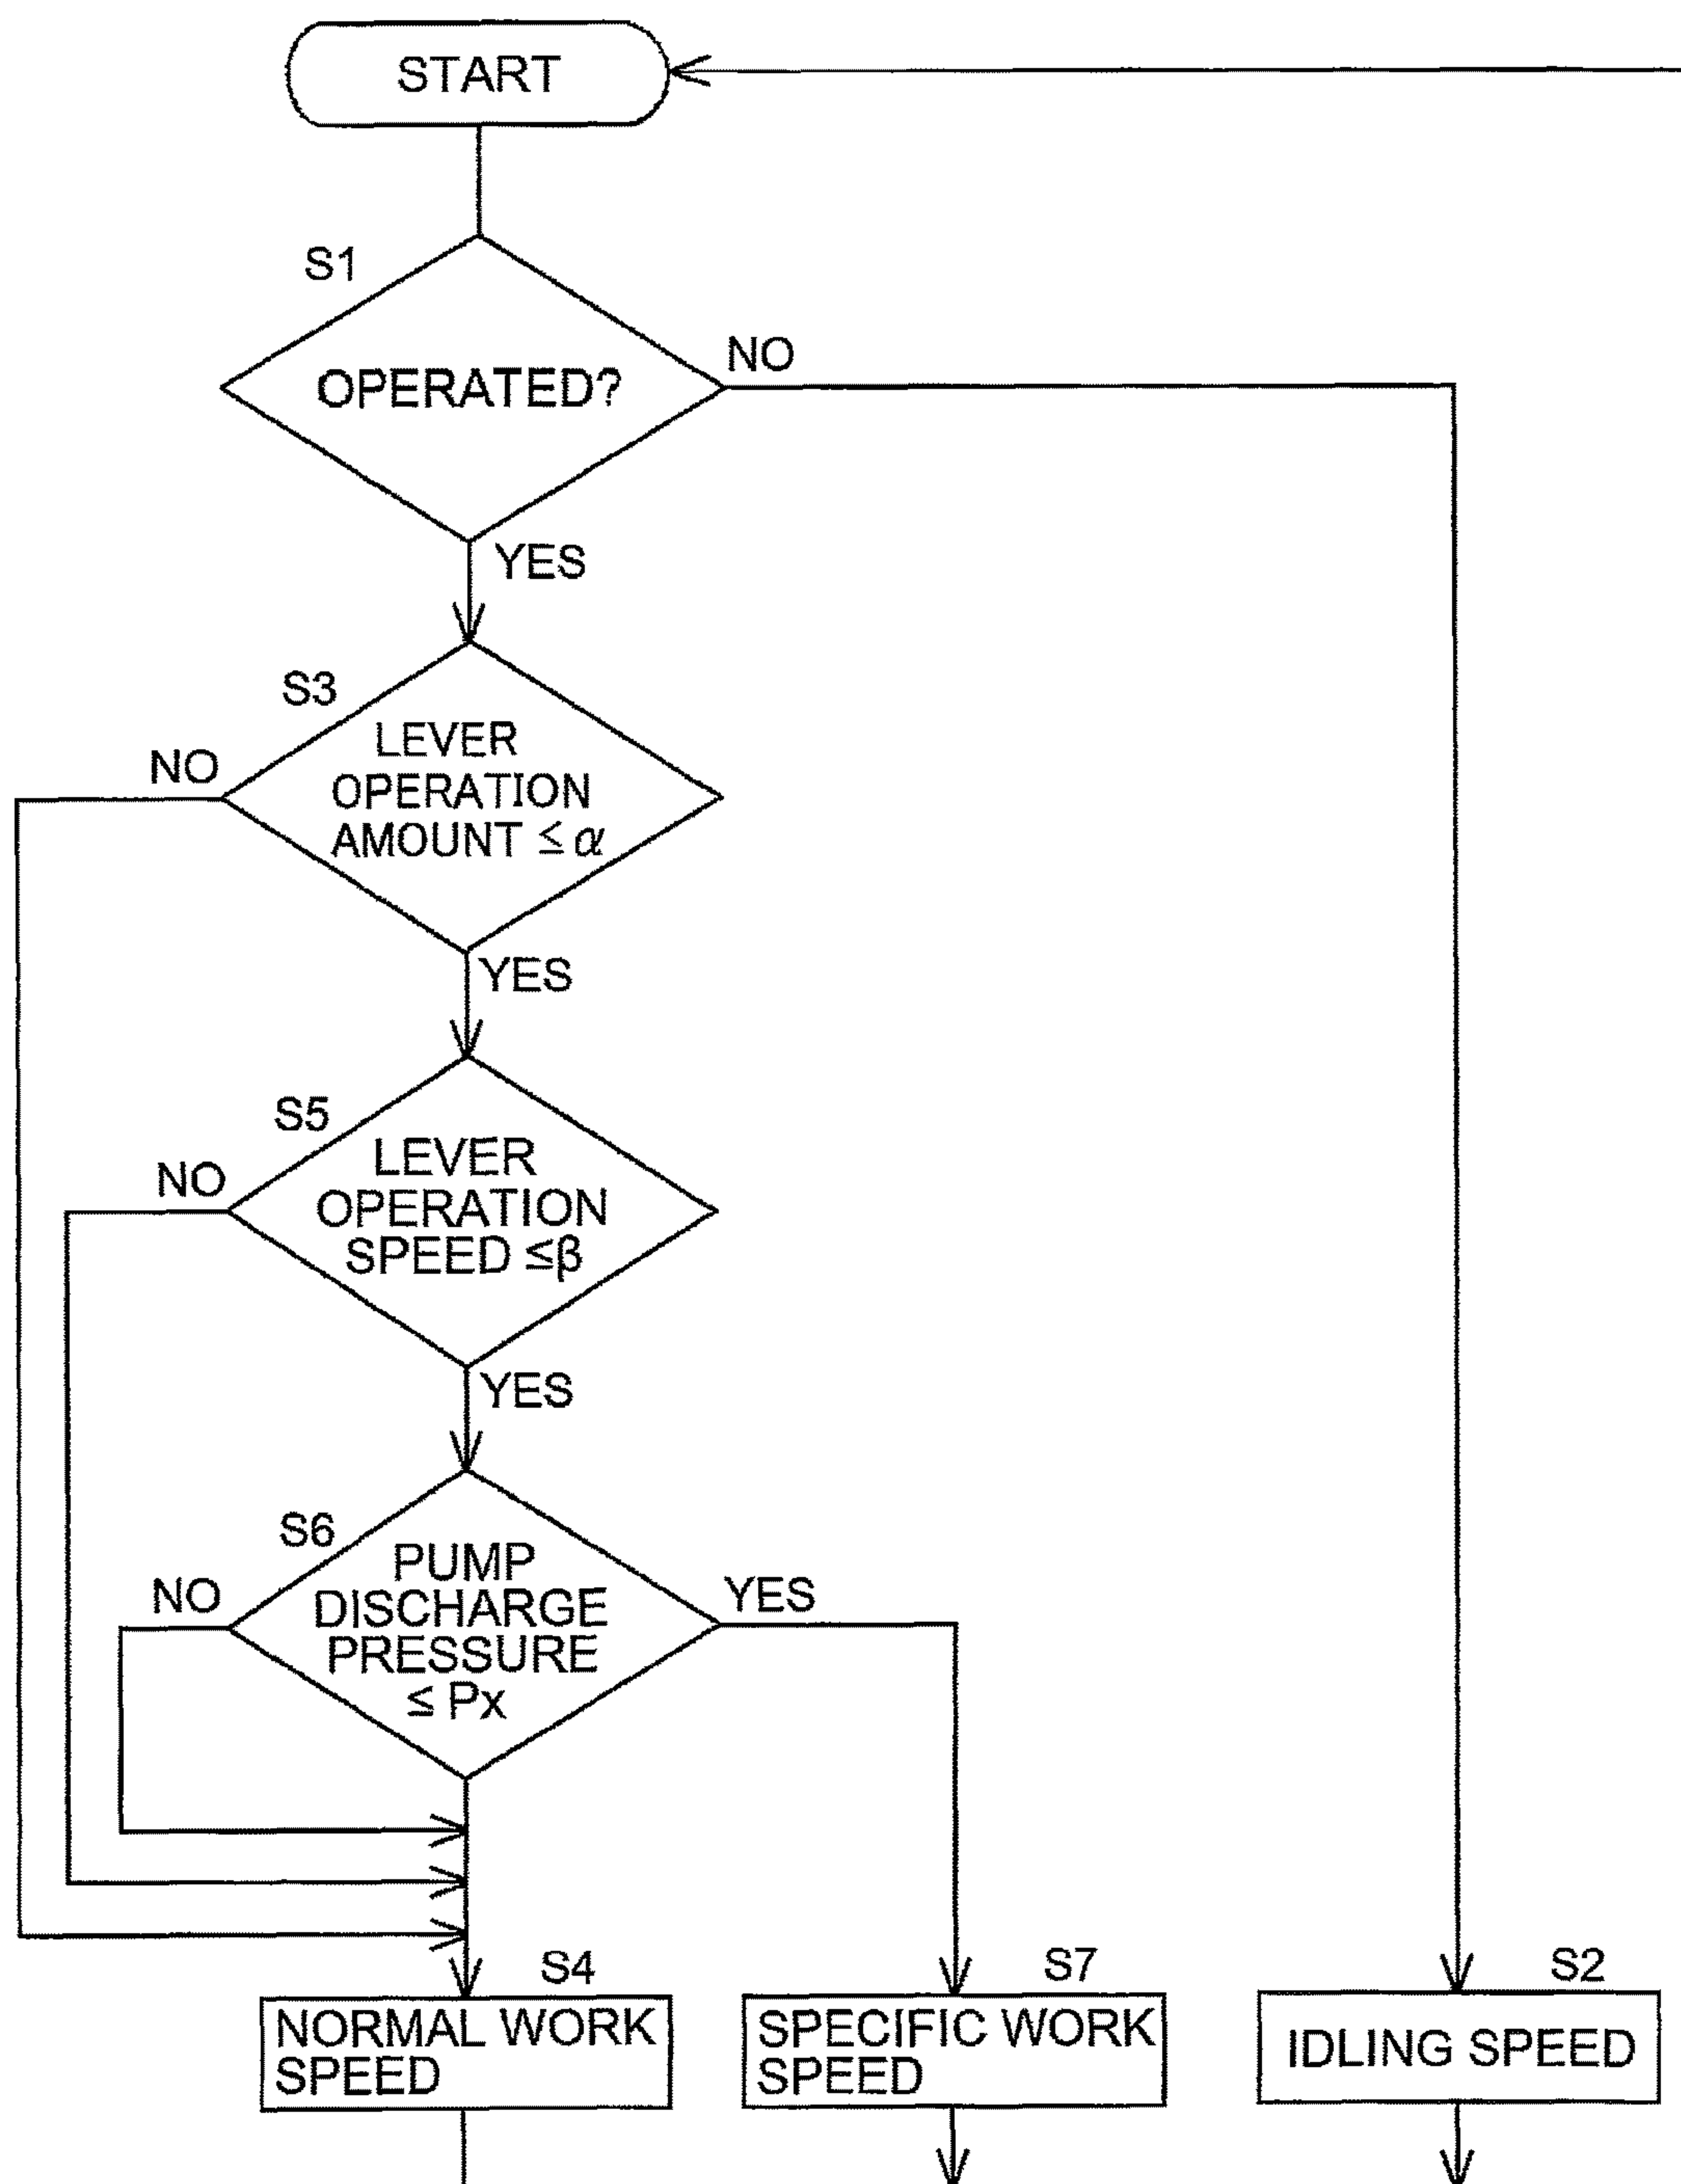 START
S1
OPERATED?
NO
YES
S3
NO
LEVER
OPERATION
AMOUNT ≤ α
YES
S5
NO
LEVER
OPERATION
SPEED ≤β
YES
S6
NO
PUMP
DISCHARGE
PRESSURE
≤ Px
YES
S4
NORMAL WORK
SPEED
S7
SPECIFIC WORK
SPEED
S2
IDLING SPEED